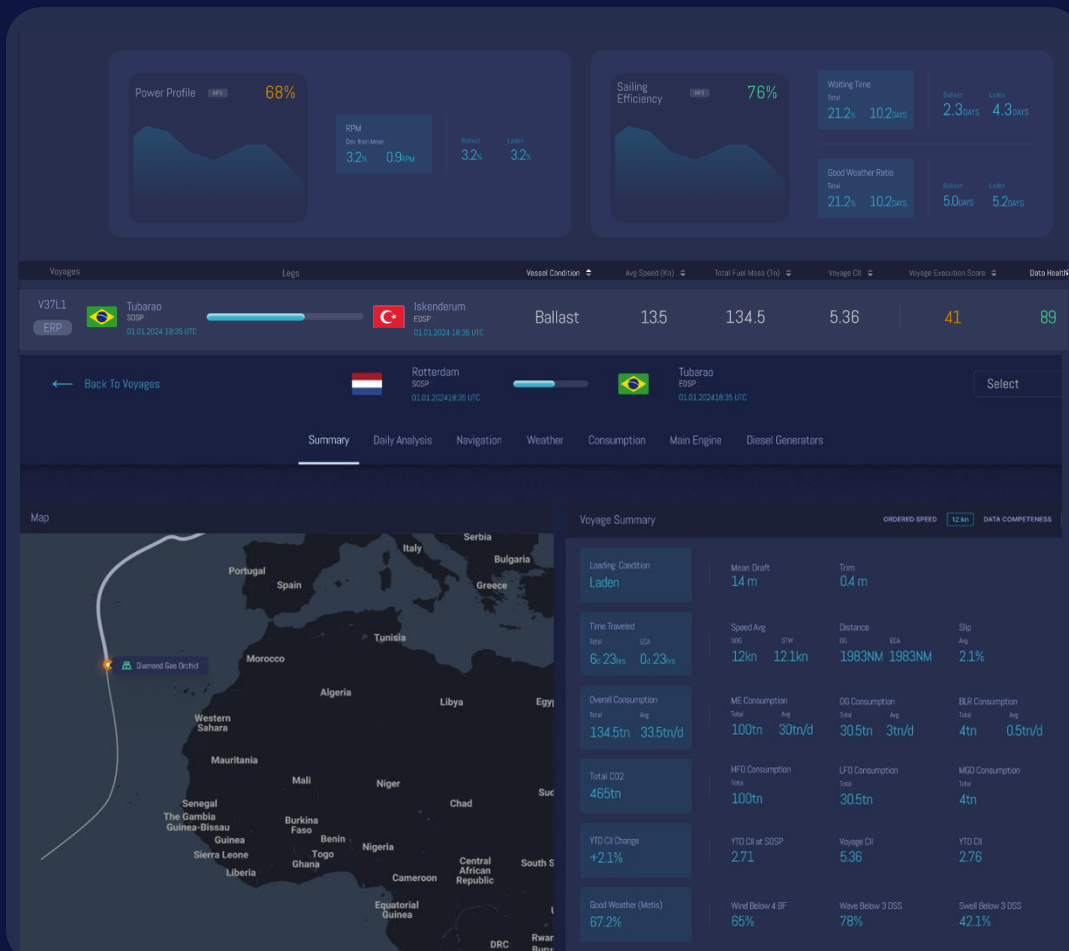 Power Profile
68%
RPM
Dev. from Mean
3.2% 0.9RPM
Ballast Laden
3.2% 3.2%
Sailing
Efficiency
76%
Waiting Time
Total
21.2% 10.2DAYS
Ballast Laden
2.3DAYS 4.3DAYS
Good Weather Ratio
Total
21.2% 10.2DAYS
Ballast Laden
5.0DAYS 5.2DAYS
Voyages Legs Vessel Condition Avg Speed (Kn) Total Fuel Mass (Tn) Voyage CII Voyage Execution Score Data Health
V37L1
ERP
Tubarao
SOSP :
01.01.2024 18:35 UTC
Iskenderum
EOSP :
01.01.2024 18:35 UTC
Ballast 13.5 134.5 5.36 41 89
Back To Voyages
Rotterdam
SOSP :
01.01.202418:35 UTC
Tubarao
EOSP :
01.01.202418:35 UTC
Select
Summary Daily Analysis Navigation Weather Consumption Main Engine Diesel Generators
Map
Serbia
Italy
Bulgaria
Portugal
Spain
Greece
Tunisia
Morocco
Diamond Gas Orchid
Algeria
Libya
Egy
Western
Sahara
Mauritania
Mali
Niger
Chad
Sud
Senegal
The Gambia
Guinea-Bissau
Burkina
Faso
Guinea
Benin
Nigeria
Sierra Leone
Togo
Ghana
Liberia
Central
African
Republic
South S
Cameroon
Equatorial
Guinea
DRC
Rwan
Buru
Voyage Summary
ORDERED SPEED 12 kn DATA COMPETENESS
Loading Condition
Laden
Mean Draft
14 m
Trim
0.4 m
Time Traveled
Total ECA
6d 23hrs 0d 23hrs
Speed Avg
SOG STW
12kn 12.1kn
Distance
OG ECA
1983NM 1983NM
Slip
Avg
2.1%
Overall Consumption
Total Avg
134.5tn 33.5tn/d
ME Consumption
Total Avg
100tn 30tn/d
DG Consumption
Total Avg
30.5tn 3tn/d
BLR Consumption
Total Avg
4tn 0.5tn/d
Total CO2
465tn
HFO Consumption
Total
100tn
LFO Consumption
Total
30.5tn
MGO Consumption
Total
4tn
YTD CII Change
+2.1%
YTD CII at SOSP
2.71
Voyage CII
5.36
YTD CII
2.76
Good Weather (Metis)
67.2%
Wind Below 4 BF
65%
Wave Below 3 DSS
78%
Swell Below 3 DSS
42.1%